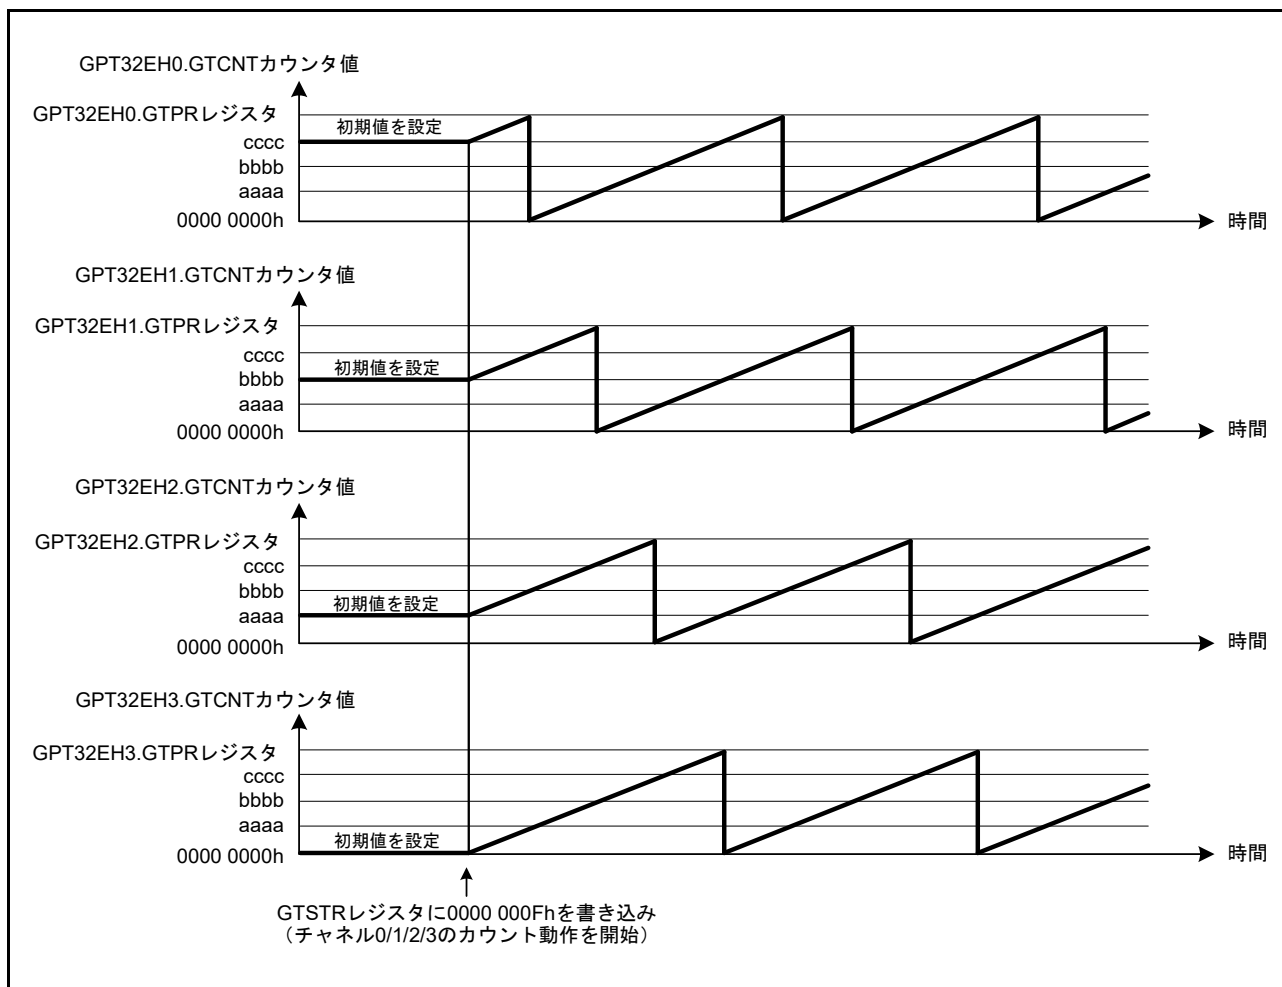 GPT32EH0.GTCNTカウンタ値
GPT32EH0.GTPRレジスタ
初期値を設定
cccc
bbbb
aaaa
0000 0000h
時間
GPT32EH1.GTCNTカウンタ値
GPT32EH1.GTPRレジスタ
cccc
初期値を設定
bbbb
aaaa
0000 0000h
時間
GPT32EH2.GTCNTカウンタ値
GPT32EH2.GTPRレジスタ
cccc
bbbb
初期値を設定
aaaa
0000 0000h
時間
GPT32EH3.GTCNTカウンタ値
GPT32EH3.GTPRレジスタ
cccc
bbbb
aaaa
初期値を設定
0000 0000h
時間
GTSTRレジスタに0000 000Fhを書き込み
（チャネル0/1/2/3のカウント動作を開始）